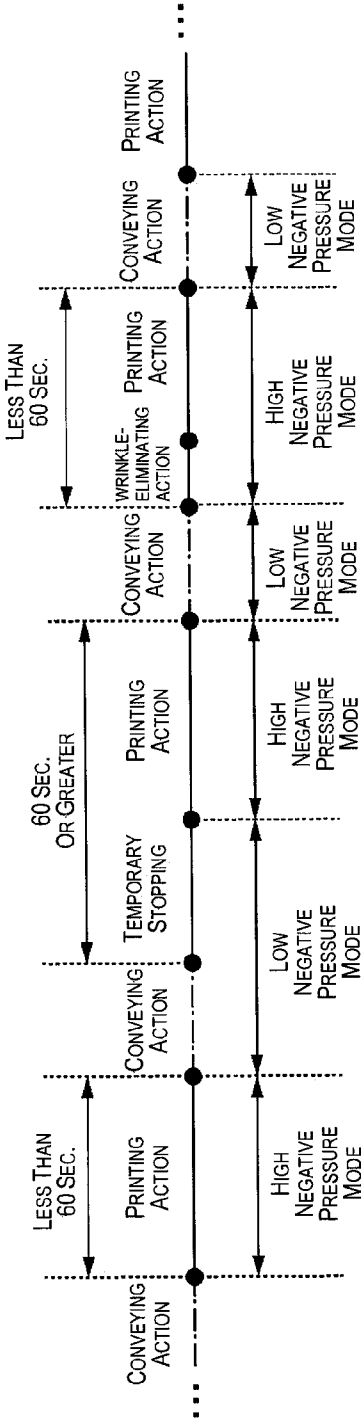 LESS THAN
60 SEC.
60 SEC.
OR GREATER
LESS THAN
60 SEC.
CONVEYING
ACTION
PRINTING
ACTION
CONVEYING
ACTION
TEMPORARY
STOPPING
PRINTING
ACTION
CONVEYING
ACTION
WRINKLE-
ELIMINATING
ACTION
PRINTING
ACTION
CONVEYING
ACTION
PRINTING
ACTION
HIGH
NEGATIVE
PRESSURE
MODE
LOW
NEGATIVE
PRESSURE
MODE
HIGH
NEGATIVE
PRESSURE
MODE
LOW
NEGATIVE
PRESSURE
MODE
HIGH
NEGATIVE
PRESSURE
MODE
LOW
NEGATIVE
PRESSURE
MODE